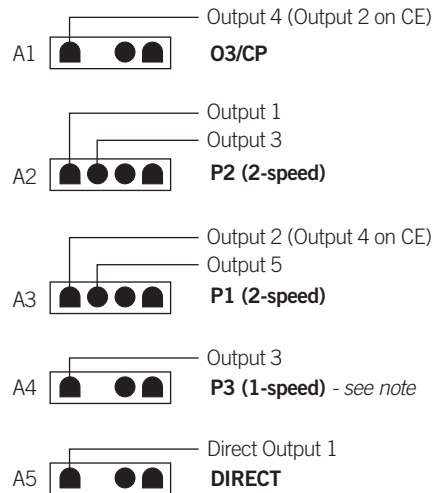 Output 4 (Output 2 on CE)
A1 O3/CP
Output 1
Output 3
A2 P2 (2-speed)
Output 2 (Output 4 on CE)
Output 5
A3 P1 (2-speed)
Output 3
A4 P3 (1-speed) - see note
Direct Output 1
A5 DIRECT